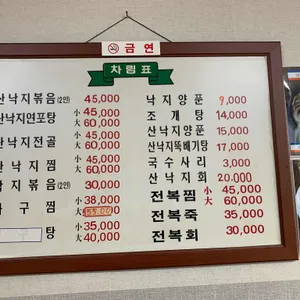 금연
차림표
산낙지볶음(2인) 45,000
산낙지연포탕 小 45,000
大 60,000
산낙지전골 小 45,000
大 60,000
산낙지찜 小 45,000
大 60,000
낙지볶음(2인) 30,000
구찜 小 38,000
大 55,000
탕 小 35,000
大 40,000
낙지양푼 9,000
조개탕 14,000
산낙지양푼 15,000
산낙지뚝배기탕 17,000
국수사리 3,000
산낙지회 20,000
전복찜 小 45,000
大 60,000
전복죽 35,000
전복회 30,000